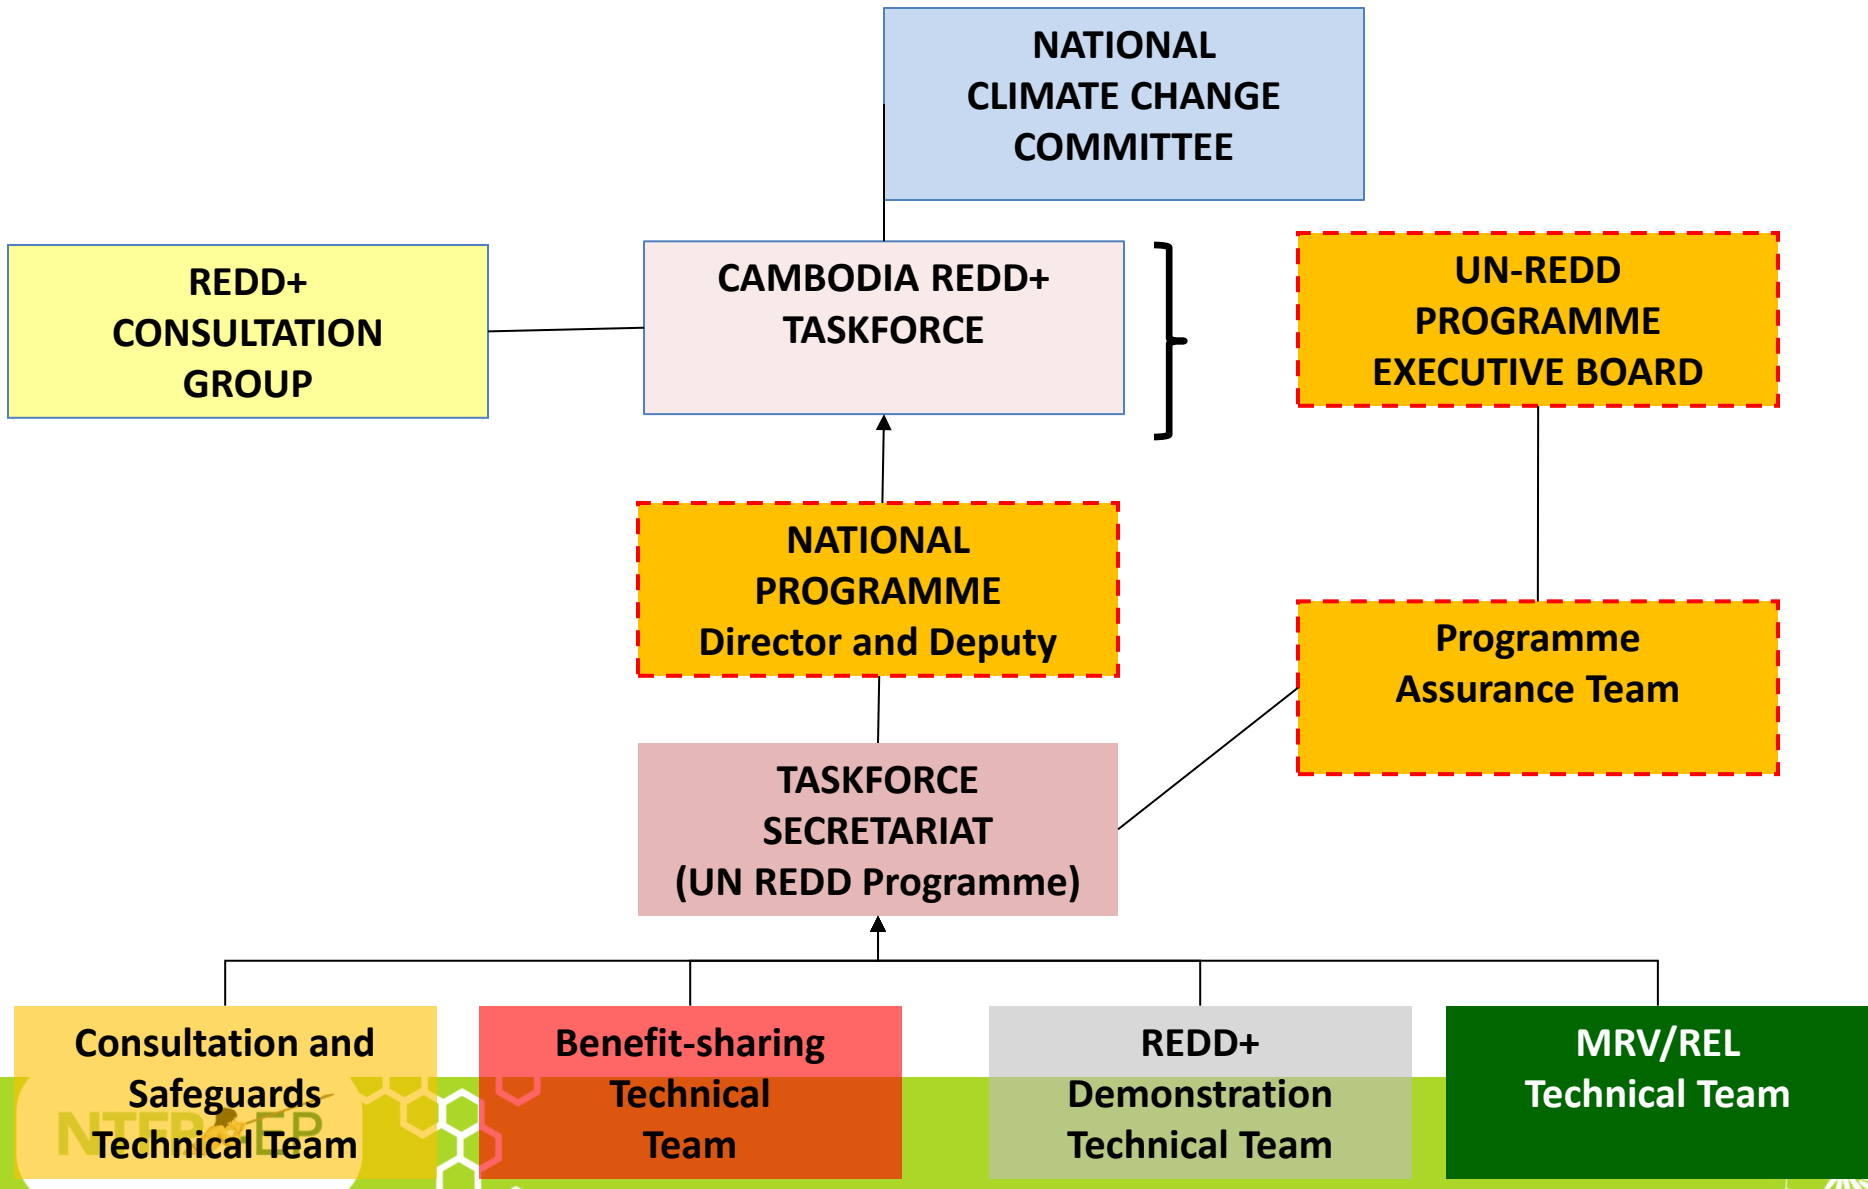 NATIONAL
CLIMATE CHANGE
COMMITTEE
REDD+
CONSULTATION
GROUP
CAMBODIA REDD+
TASKFORCE
UN-REDD
PROGRAMME
EXECUTIVE BOARD
NATIONAL
PROGRAMME
Director and Deputy
Programme
Assurance Team
TASKFORCE
SECRETARIAT
(UN REDD Programme)
Consultation and
Safeguards
Technical Team
Benefit-sharing
Technical
Team
REDD+
Demonstration
Technical Team
MRV/REL
Technical Team
NTFP EP